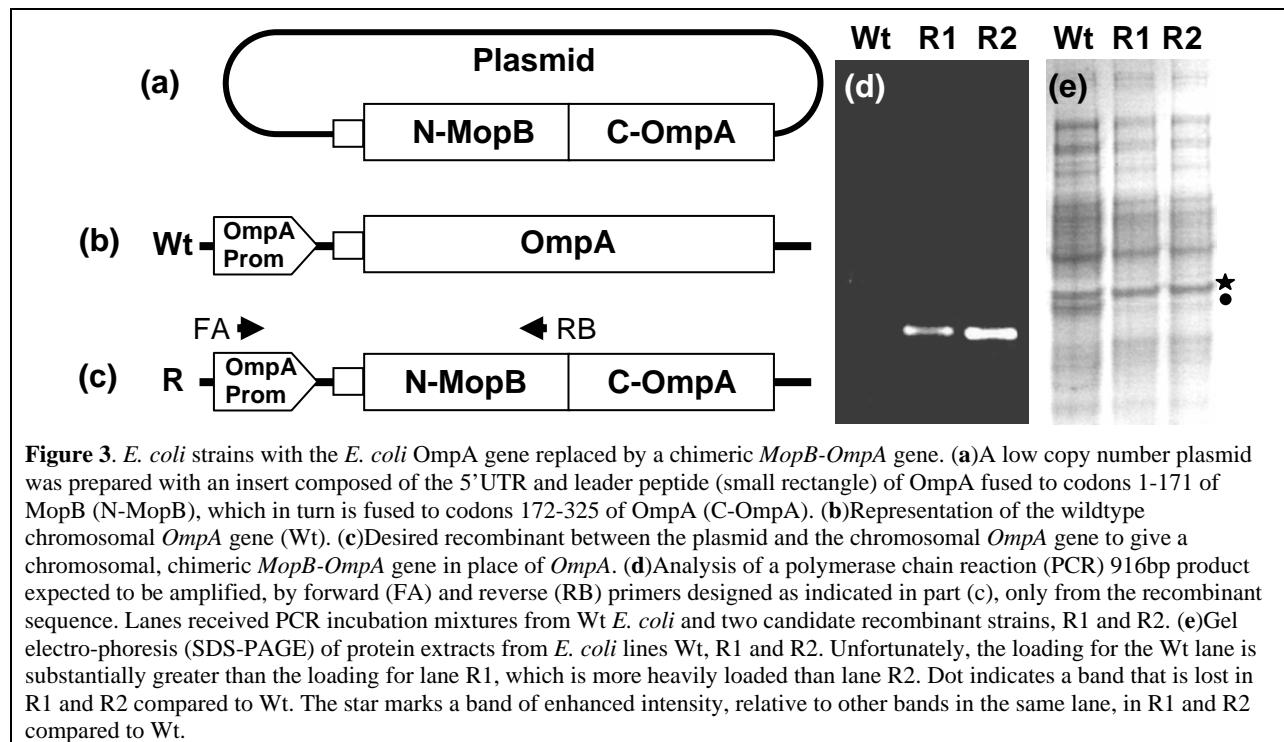 Wt R1 R2
Wt R1 R2
(a)
Plasmid
N-MopB
C-OmpA
(d)
(e)
(b)
Wt
OmpA
Prom
OmpA
FA
RB
(c)
R
OmpA
Prom
N-MopB
C-OmpA
Figure 3. E. coli strains with the E. coli OmpA gene replaced by a chimeric MopB-OmpA gene. (a)A low copy number plasmid
was prepared with an insert composed of the 5’UTR and leader peptide (small rectangle) of OmpA fused to codons 1-171 of
MopB (N-MopB), which in turn is fused to codons 172-325 of OmpA (C-OmpA). (b)Representation of the wildtype
chromosomal OmpA gene (Wt). (c)Desired recombinant between the plasmid and the chromosomal OmpA gene to give a
chromosomal, chimeric MopB-OmpA gene in place of OmpA. (d)Analysis of a polymerase chain reaction (PCR) 916bp product
expected to be amplified, by forward (FA) and reverse (RB) primers designed as indicated in part (c), only from the recombinant
sequence. Lanes received PCR incubation mixtures from Wt E. coli and two candidate recombinant strains, R1 and R2. (e)Gel
electro-phoresis (SDS-PAGE) of protein extracts from E. coli lines Wt, R1 and R2. Unfortunately, the loading for the Wt lane is
substantially greater than the loading for lane R1, which is more heavily loaded than lane R2. Dot indicates a band that is lost in
R1 and R2 compared to Wt. The star marks a band of enhanced intensity, relative to other bands in the same lane, in R1 and R2
compared to Wt.